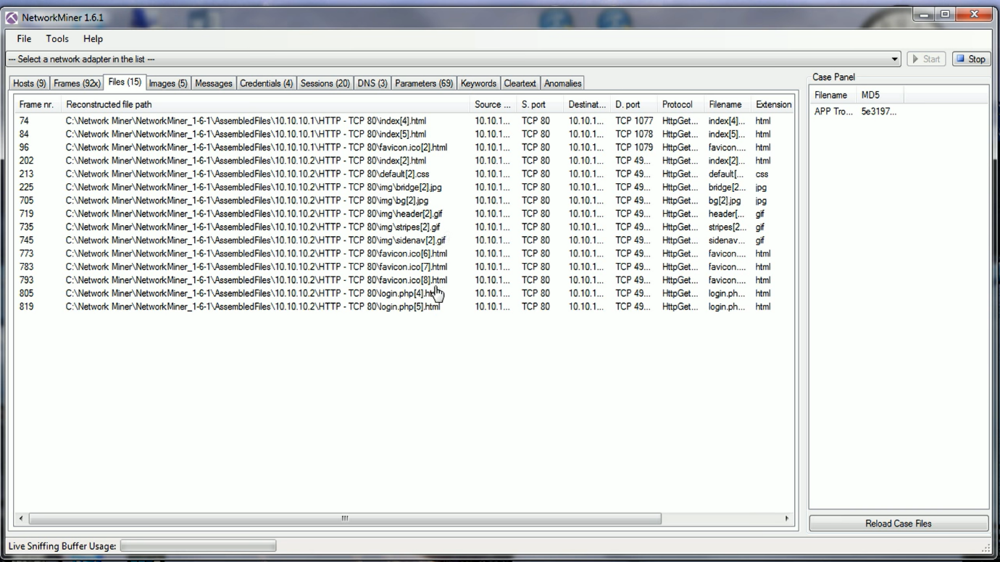 NetworkMiner 1.6.1
File Tools Help
--- Select a network adapter in the list --- Start Stop
Hosts (9) Frames (92x) Files (15) Images (5) Messages Credentials (4) Sessions (20) DNS (3) Parameters (69) Keywords Cleartext Anomalies
Case Panel
Frame nr. Reconstructed file path Source ... S. port Destinat... D. port Protocol Filename Extension
Filename MD5
APP Tro... 5e3197...
74 C:\Network Miner\NetworkMiner_1-6-1\AssembledFiles\10.10.10.1\HTTP - TCP 80\index[4].html 10.10.1... TCP 80 10.10.1... TCP 1077 HttpGet... index[4]... html
84 C:\Network Miner\NetworkMiner_1-6-1\AssembledFiles\10.10.10.1\HTTP - TCP 80\index[5].html 10.10.1... TCP 80 10.10.1... TCP 1078 HttpGet... index[5]... html
96 C:\Network Miner\NetworkMiner_1-6-1\AssembledFiles\10.10.10.1\HTTP - TCP 80\favicon.ico[2].html 10.10.1... TCP 80 10.10.1... TCP 1079 HttpGet... favicon.... html
202 C:\Network Miner\NetworkMiner_1-6-1\AssembledFiles\10.10.10.2\HTTP - TCP 80\index[2].html 10.10.1... TCP 80 10.10.1... TCP 49... HttpGet... index[2]... html
213 C:\Network Miner\NetworkMiner_1-6-1\AssembledFiles\10.10.10.2\HTTP - TCP 80\default[2].css 10.10.1... TCP 80 10.10.1... TCP 49... HttpGet... default[... css
225 C:\Network Miner\NetworkMiner_1-6-1\AssembledFiles\10.10.10.2\HTTP - TCP 80\img\bridge[2].jpg 10.10.1... TCP 80 10.10.1... TCP 49... HttpGet... bridge[2... jpg
705 C:\Network Miner\NetworkMiner_1-6-1\AssembledFiles\10.10.10.2\HTTP - TCP 80\img\bg[2].jpg 10.10.1... TCP 80 10.10.1... TCP 49... HttpGet... bg[2].jpg jpg
719 C:\Network Miner\NetworkMiner_1-6-1\AssembledFiles\10.10.10.2\HTTP - TCP 80\img\header[2].gif 10.10.1... TCP 80 10.10.1... TCP 49... HttpGet... header[... gif
735 C:\Network Miner\NetworkMiner_1-6-1\AssembledFiles\10.10.10.2\HTTP - TCP 80\img\stripes[2].gif 10.10.1... TCP 80 10.10.1... TCP 49... HttpGet... stripes[2... gif
745 C:\Network Miner\NetworkMiner_1-6-1\AssembledFiles\10.10.10.2\HTTP - TCP 80\img\sidenav[2].gif 10.10.1... TCP 80 10.10.1... TCP 49... HttpGet... sidenav... gif
773 C:\Network Miner\NetworkMiner_1-6-1\AssembledFiles\10.10.10.2\HTTP - TCP 80\favicon.ico[6].html 10.10.1... TCP 80 10.10.1... TCP 49... HttpGet... favicon.... html
783 C:\Network Miner\NetworkMiner_1-6-1\AssembledFiles\10.10.10.2\HTTP - TCP 80\favicon.ico[7].html 10.10.1... TCP 80 10.10.1... TCP 49... HttpGet... favicon.... html
793 C:\Network Miner\NetworkMiner_1-6-1\AssembledFiles\10.10.10.2\HTTP - TCP 80\favicon.ico[8].html 10.10.1... TCP 80 10.10.1... TCP 49... HttpGet... favicon.... html
805 C:\Network Miner\NetworkMiner_1-6-1\AssembledFiles\10.10.10.2\HTTP - TCP 80\login.php[4].html 10.10.1... TCP 80 10.10.1... TCP 49... HttpGet... login.ph... html
819 C:\Network Miner\NetworkMiner_1-6-1\AssembledFiles\10.10.10.2\HTTP - TCP 80\login.php[5].html 10.10.1... TCP 80 10.10.1... TCP 49... HttpGet... login.ph... html
Reload Case Files
Live Sniffing Buffer Usage: